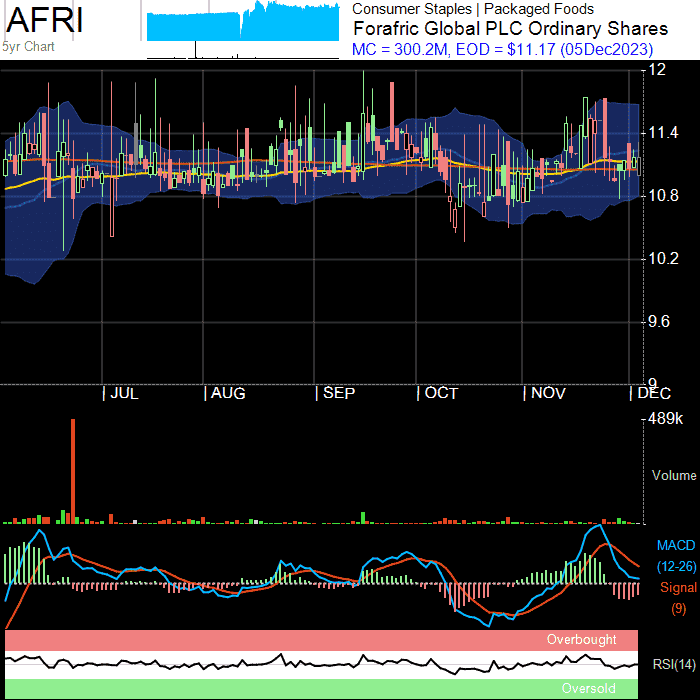 AFRI
5yr Chart
Consumer Staples | Packaged Foods
Forafric Global PLC Ordinary Shares
MC = 300.2M, EOD = $11.17 (05Dec2023)
12
11.4
10.8
10.2
9.6
9
JUL AUG SEP OCT NOV DEC
489k
Volume
MACD
(12-26)
Signal
(9)
Overbought
RSI(14)
Oversold